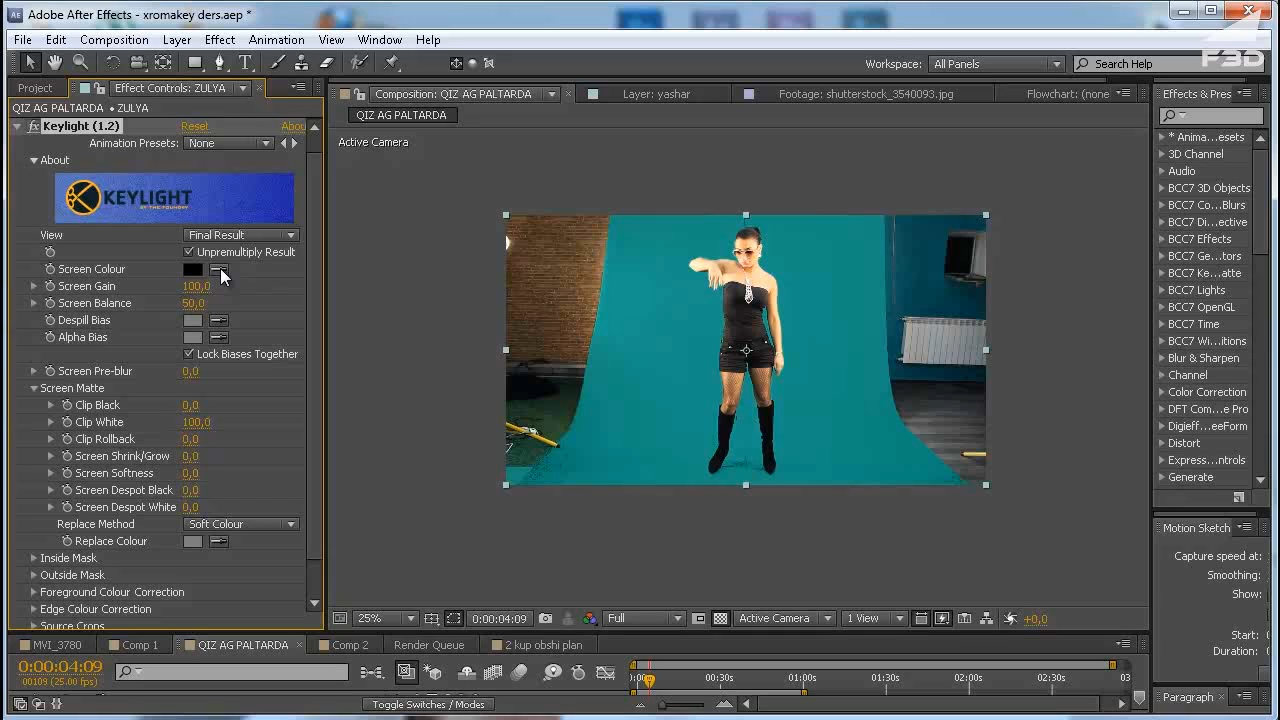 Adobe After Effects - xromakey ders.aep *
File Edit Composition Layer Effect Animation View Window Help
Workspace: All Panels Search Help
F3D
Project Effect Controls: ZULYA
Composition: QIZ AG PALTARDA Layer: yashar Footage: shutterstock_3540093.jpg Flowchart: (none
Effects & Pres
QIZ AG PALTARDA • ZULYA
QIZ AG PALTARDA
Active Camera
Keylight (1.2) Reset Abou
Animation Presets: None
About
KEYLIGHT
View Final Result
Unpremultiply Result
Screen Colour
Screen Gain 100,0
Screen Balance 50,0
Despill Bias
Alpha Bias
Lock Biases Together
Screen Pre-blur 0,0
Screen Matte
Clip Black 0,0
Clip White 100,0
Clip Rollback 0,0
Screen Shrink/Grow 0,0
Screen Softness 0,0
Screen Despot Black 0,0
Screen Despot White 0,0
Replace Method Soft Colour
Replace Colour
Inside Mask
Outside Mask
Foreground Colour Correction
Edge Colour Correction
Source Crops
* Anima...esets
3D Channel
Audio
BCC7 3D Objects
BCC7 Co...Blurs
BCC7 Di...ective
BCC7 Effects
BCC7 Ge...tors
BCC7 Ke...atte
BCC7 Lights
BCC7 OpenGL
BCC7 Time
BCC7 Wi...itions
Blur & Sharpen
Channel
Color Correction
DFT Com...e Pro
Digieff...eeForm
Distort
Express...ntrols
Generate
Motion Sketch
Capture speed at:
Smoothing:
Show:
Start:
Duration:
Paragraph
25% 0:00:04:09 Full Active Camera 1 View +0,0
MVI_3780 Comp 1 QIZ AG PALTARDA Comp 2 Render Queue 2 kup obshi plan
0:00:04:09
00109 (25.00 fps)
00:30s 01:00s 01:30s 02:00s 02:30s 03
Toggle Switches / Modes